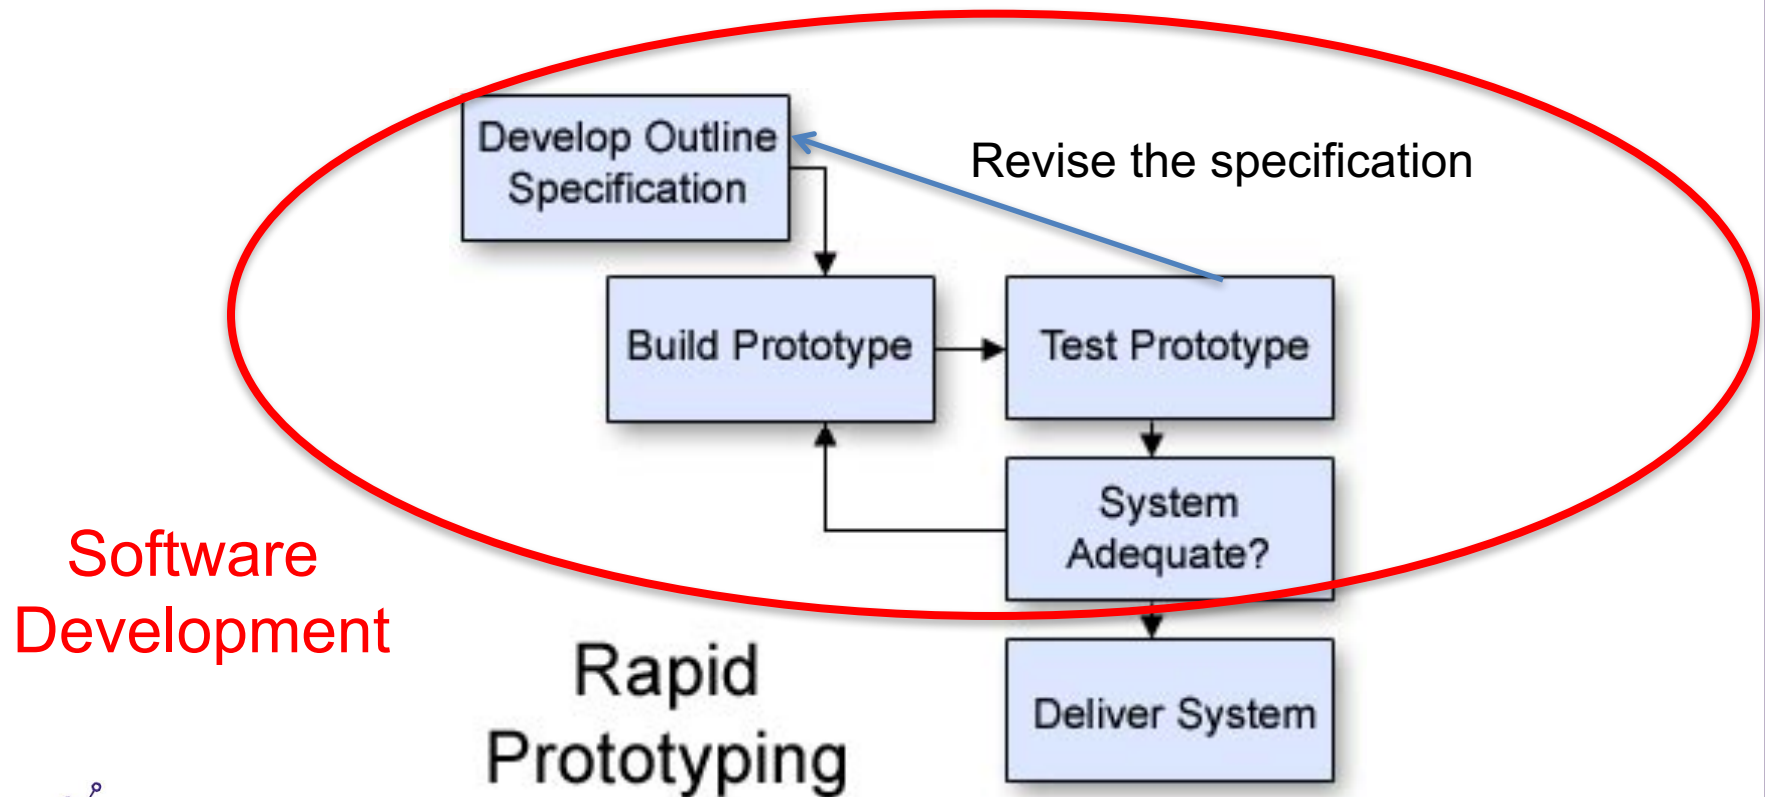 Develop Outline
Specification
Revise the specification
Build Prototype
Test Prototype
System
Adequate?
Software
Development
Rapid
Prototyping
Deliver System